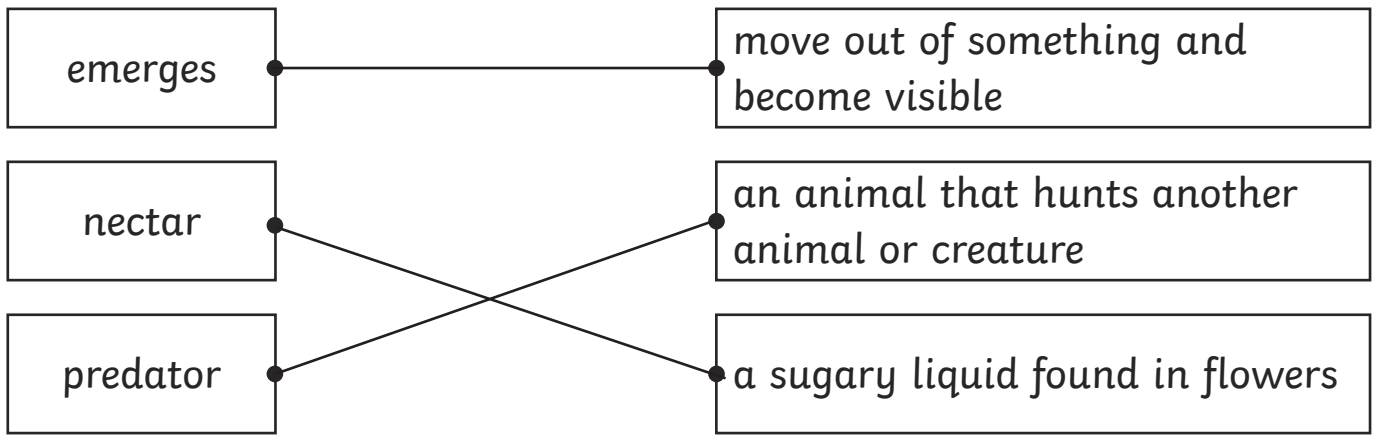 emerges
move out of something and
become visible
nectar
an animal that hunts another
animal or creature
predator
a sugary liquid found in flowers